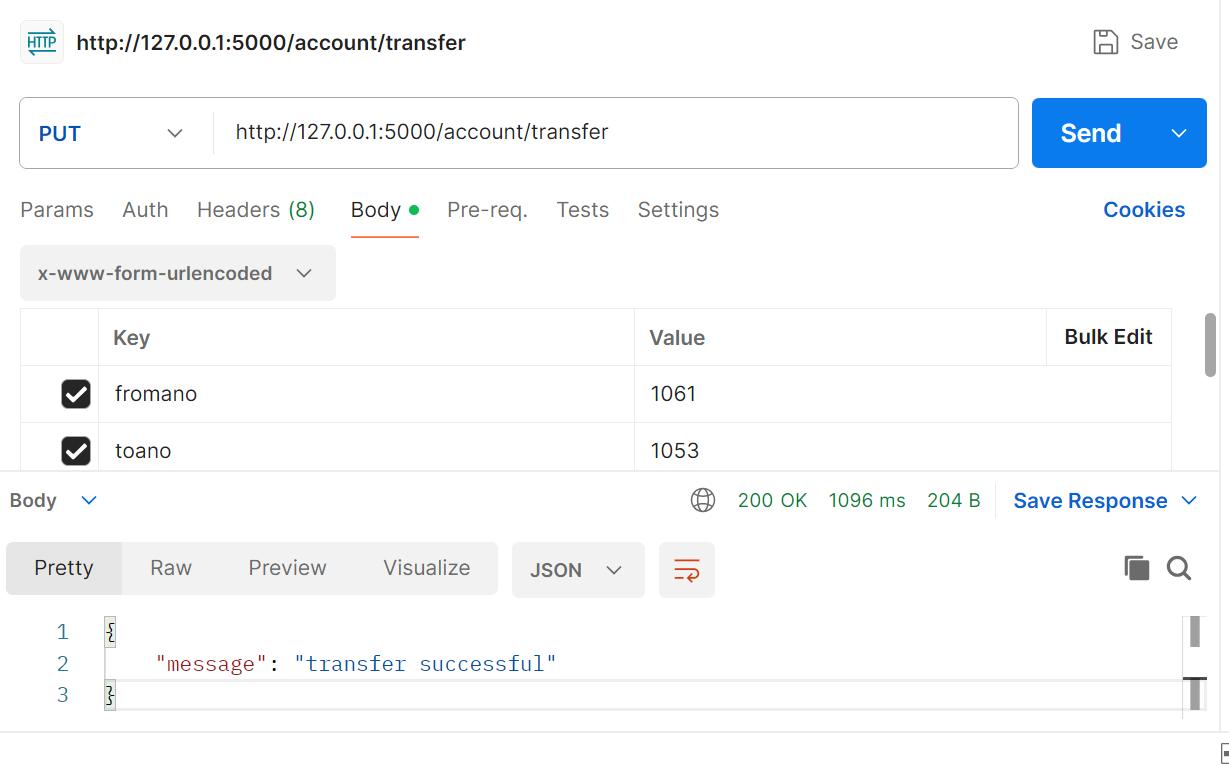 HTTP http://127.0.0.1:5000/account/transfer Save
PUT http://127.0.0.1:5000/account/transfer Send
Params Auth Headers (8) Body Pre-req. Tests Settings Cookies
x-www-form-urlencoded
Key Value Bulk Edit
fromano 1061
toano 1053
Body 200 OK 1096 ms 204 B Save Response
Pretty Raw Preview Visualize JSON
1 {
2 "message": "transfer successful"
3 }